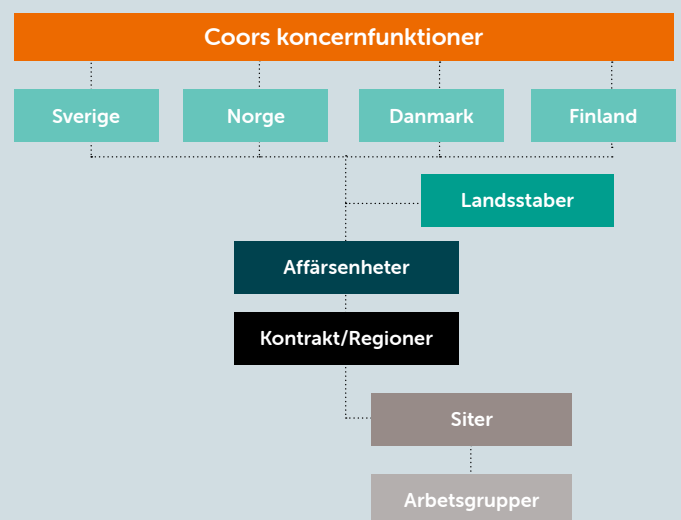 Coors koncernfunktioner
Sverige
Norge
Danmark
Finland
Landsstaber
Affärsenheter
Kontrakt/Regioner
Siter
Arbetsgrupper